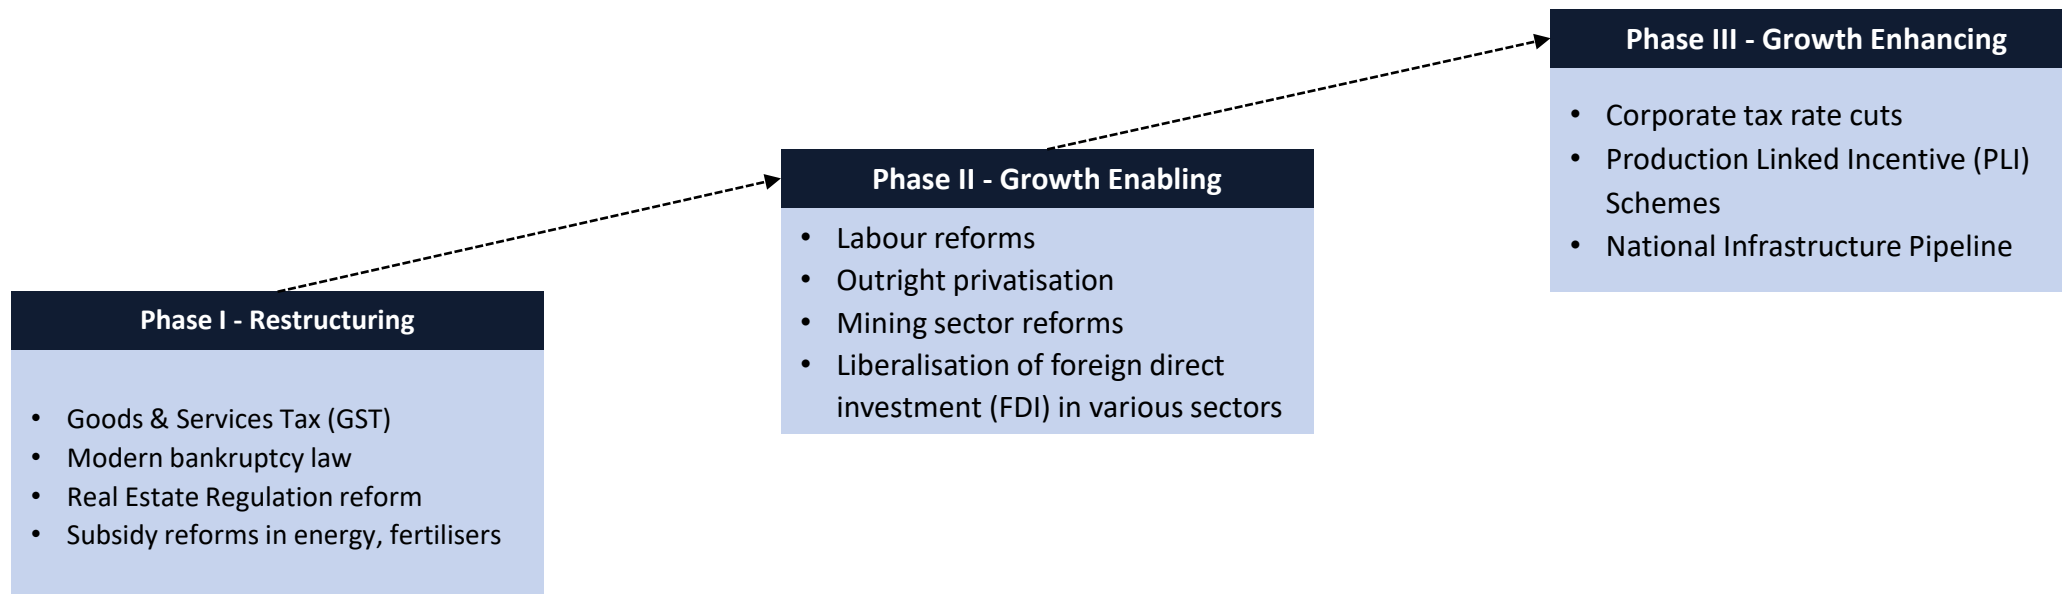 Phase III - Growth Enhancing
• Corporate tax rate cuts
• Production Linked Incentive (PLI)
Schemes
• National Infrastructure Pipeline
Phase II - Growth Enabling
• Labour reforms
• Outright privatisation
• Mining sector reforms
• Liberalisation of foreign direct
investment (FDI) in various sectors
Phase I - Restructuring
• Goods & Services Tax (GST)
• Modern bankruptcy law
• Real Estate Regulation reform
• Subsidy reforms in energy, fertilisers